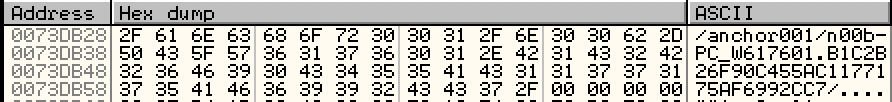 Address Hex dump ASCII
0073DB28 2F 61 6E 63 68 6F 72 30 30 31 2F 6E 30 30 62 2D /anchor001/n00b-
0073DB38 50 43 5F 57 36 31 37 36 30 31 2E 42 31 43 32 42 PC_W617601.B1C2B
0073DB48 32 36 46 39 30 43 34 35 35 41 43 31 31 37 37 31 26F90C455AC11771
0073DB58 37 35 41 46 36 39 39 32 43 43 37 2F 00 00 00 00 75AF6992CC7/....